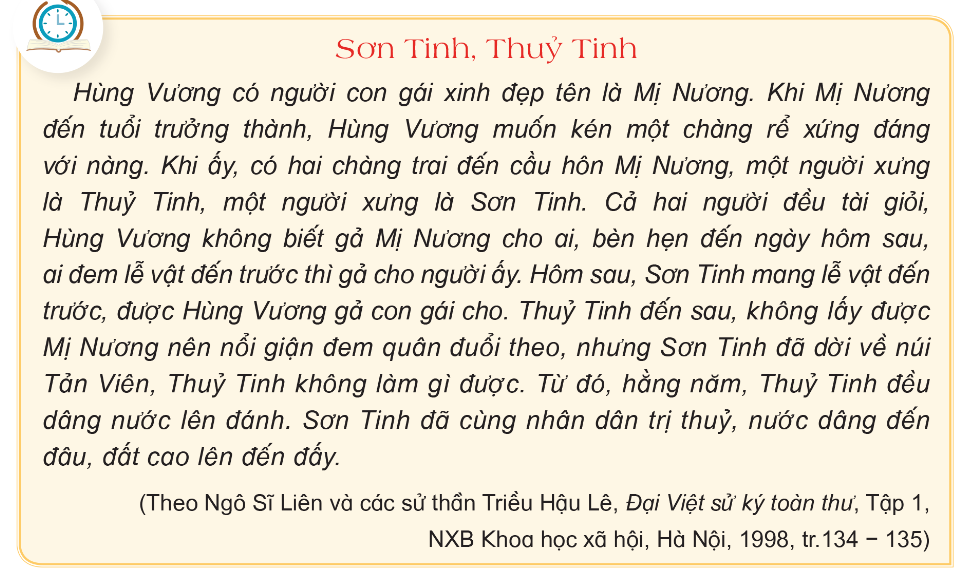 Sơn Tinh, Thuỷ Tinh
Hùng Vương có người con gái xinh đẹp tên là Mị Nương. Khi Mị Nương
đến tuổi trưởng thành, Hùng Vương muốn kén một chàng rể xứng đáng
với nàng. Khi ấy, có hai chàng trai đến cầu hôn Mị Nương, một người xưng
là Thuỷ Tinh, một người xưng là Sơn Tinh. Cả hai người đều tài giỏi,
Hùng Vương không biết gả Mị Nương cho ai, bèn hẹn đến ngày hôm sau,
ai đem lễ vật đến trước thì gả cho người ấy. Hôm sau, Sơn Tinh mang lễ vật đến
trước, được Hùng Vương gả con gái cho. Thuỷ Tinh đến sau, không lấy được
Mị Nương nên nổi giận đem quân đuổi theo, nhưng Sơn Tinh đã dời về núi
Tản Viên, Thuỷ Tinh không làm gì được. Từ đó, hằng năm, Thuỷ Tinh đều
dâng nước lên đánh. Sơn Tinh đã cùng nhân dân trị thuỷ, nước dâng đến
đâu, đất cao lên đến đấy.
(Theo Ngô Sĩ Liên và các sử thần Triều Hậu Lê, Đại Việt sử ký toàn thư, Tập 1,
NXB Khoa học xã hội, Hà Nội, 1998, tr.134 – 135)